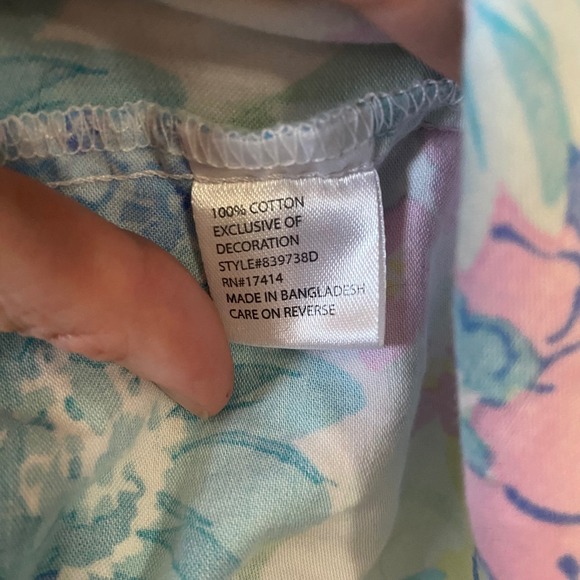 100% COTTON
EXCLUSIVE OF
DECORATION
STYLE#839738D
RN#17414
MADE IN BANGLADESH
CARE ON REVERSE